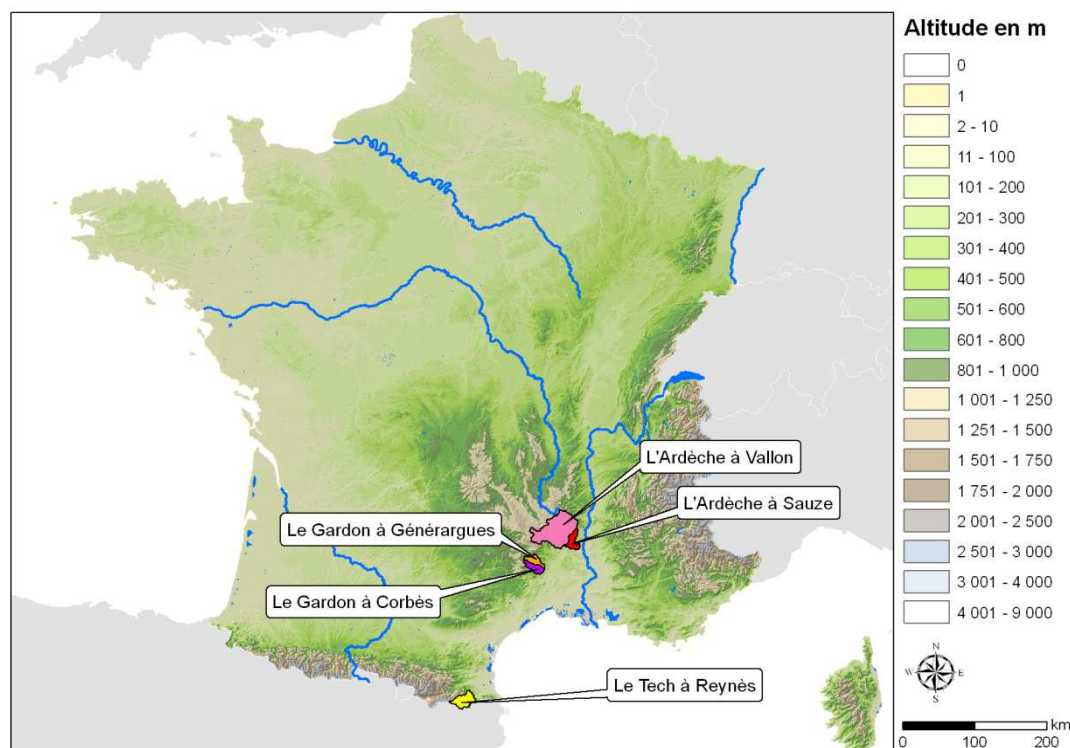 Altitude en m
0
1
2 - 10
11 - 100
101 - 200
201 - 300
301 - 400
401 - 500
501 - 600
601 - 800
801 - 1 000
1 001 - 1 250
1 251 - 1 500
1 501 - 1 750
1 751 - 2 000
2 001 - 2 500
2 501 - 3 000
3 001 - 4 000
4 001 - 9 000
L'Ardèche à Vallon
L'Ardèche à Sauze
Le Gardon à Générargues
Le Gardon à Corbès
Le Tech à Reynès
N
W E
S
km
0 100 200